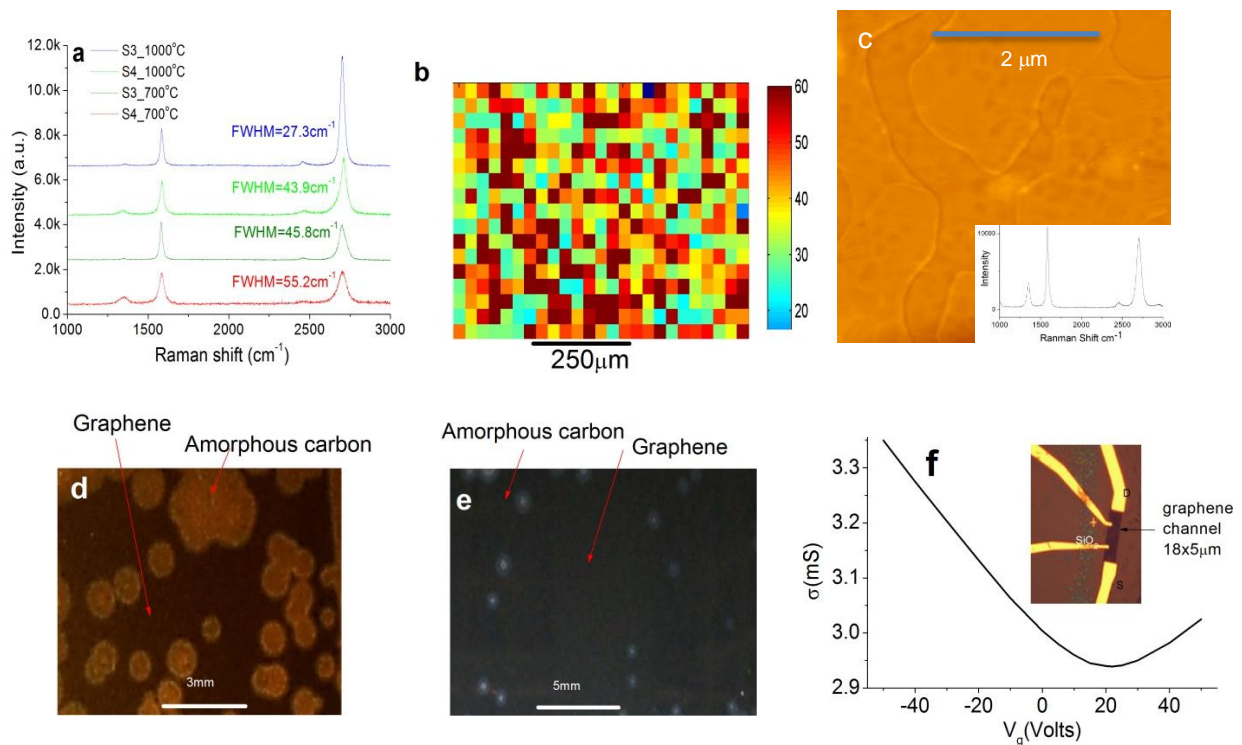 a
S3_1000°C
S4_1000°C
S3_700°C
S4_700°C
12.0k
10.0k
8.0k
6.0k
4.0k
2.0k
0.0
Intensity (a.u.)
FWHM=27.3cm⁻¹
FWHM=43.9cm⁻¹
FWHM=45.8cm⁻¹
FWHM=55.2cm⁻¹
1000 1500 2000 2500 3000
Raman shift (cm⁻¹)
b
60
50
40
30
20
250μm
c
2 μm
10000
0
Intensity
1000 1500 2000 2500 3000
Ranman Shift cm⁻¹
Graphene
Amorphous carbon
d
3mm
Amorphous carbon
Graphene
e
5mm
f
3.3
3.2
3.1
3.0
2.9
σ(mS)
D
SiO
S
graphene
channel
18x5μm
-40 -20 0 20 40
Vg(Volts)